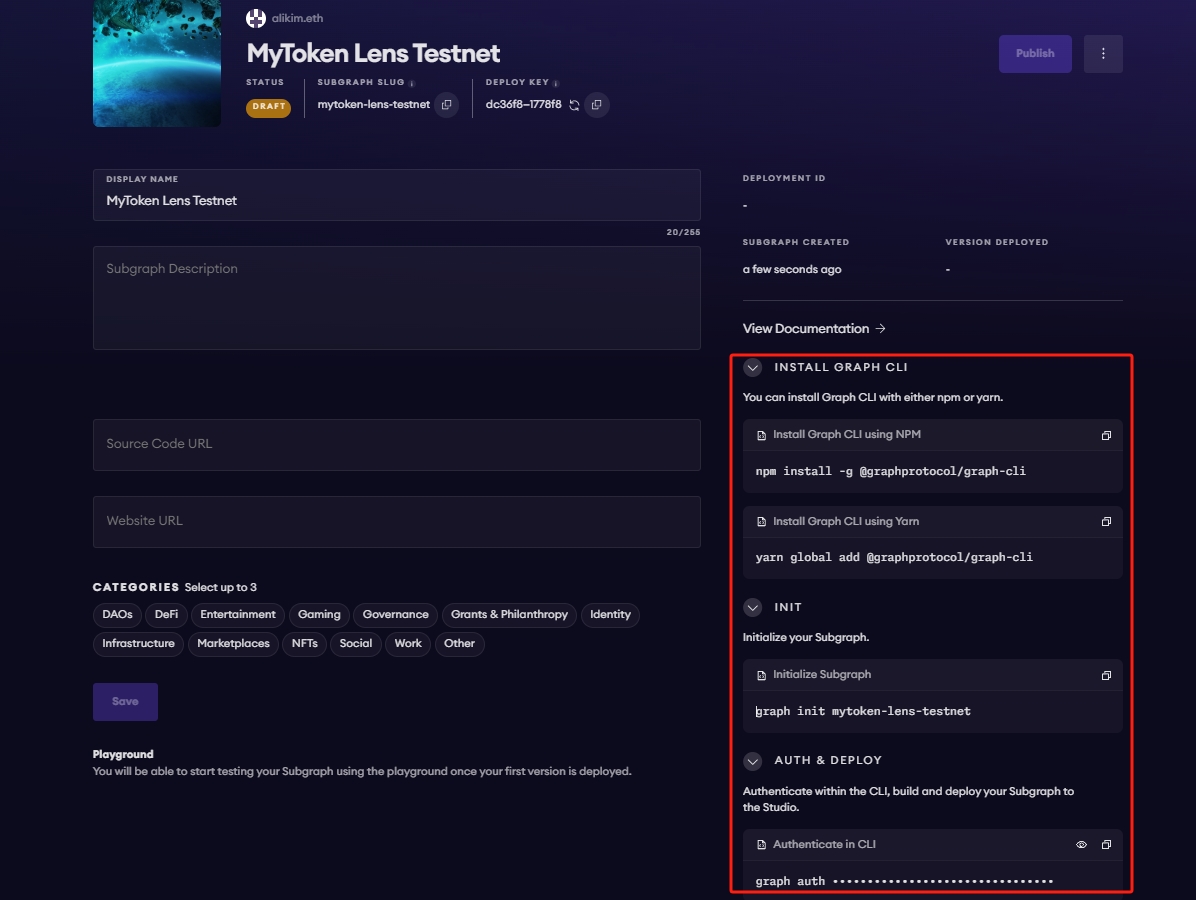 alikim.eth
MyToken Lens Testnet
Publish
STATUS
SUBGRAPH SLUG
DEPLOY KEY
DRAFT
mytoken-lens-testnet
dc36f8–1778f8
DISPLAY NAME
MyToken Lens Testnet
20/255
Subgraph Description
Source Code URL
Website URL
CATEGORIES Select up to 3
DAOs DeFi Entertainment Gaming Governance Grants & Philanthropy Identity
Infrastructure Marketplaces NFTs Social Work Other
Save
Playground
You will be able to start testing your Subgraph using the playground once your first version is deployed.
DEPLOYMENT ID
-
SUBGRAPH CREATED
VERSION DEPLOYED
a few seconds ago
-
View Documentation →
INSTALL GRAPH CLI
You can install Graph CLI with either npm or yarn.
Install Graph CLI using NPM
npm install -g @graphprotocol/graph-cli
Install Graph CLI using Yarn
yarn global add @graphprotocol/graph-cli
INIT
Initialize your Subgraph.
Initialize Subgraph
graph init mytoken-lens-testnet
AUTH & DEPLOY
Authenticate within the CLI, build and deploy your Subgraph to
the Studio.
Authenticate in CLI
graph auth ••••••••••••••••••••••••••••••••